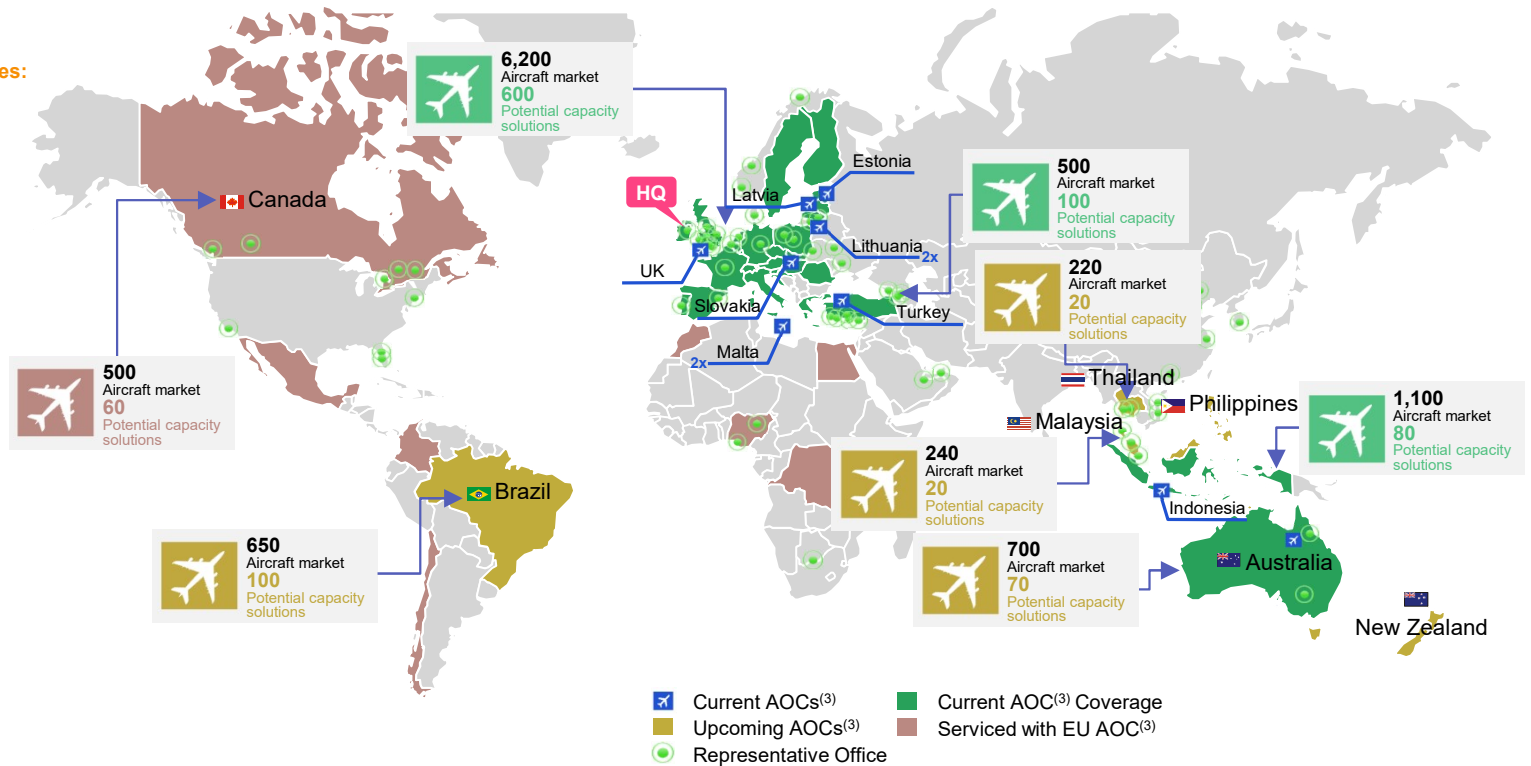 es:
6,200
Aircraft market
600
Potential capacity
solutions
Estonia
500
Aircraft market
100
Potential capacity
solutions
HQ
Latvia
Canada
Lithuania
2x
UK
220
Aircraft market
20
Potential capacity
solutions
Slovakia
Turkey
Malta
2x
500
Aircraft market
60
Potential capacity
solutions
Thailand
Philippines
Malaysia
1,100
Aircraft market
80
Potential capacity
solutions
240
Aircraft market
20
Potential capacity
solutions
Brazil
Indonesia
650
Aircraft market
100
Potential capacity
solutions
700
Aircraft market
70
Potential capacity
solutions
Australia
New Zealand
Current AOCs(3)
Current AOC(3) Coverage
Upcoming AOCs(3)
Serviced with EU AOC(3)
Representative Office